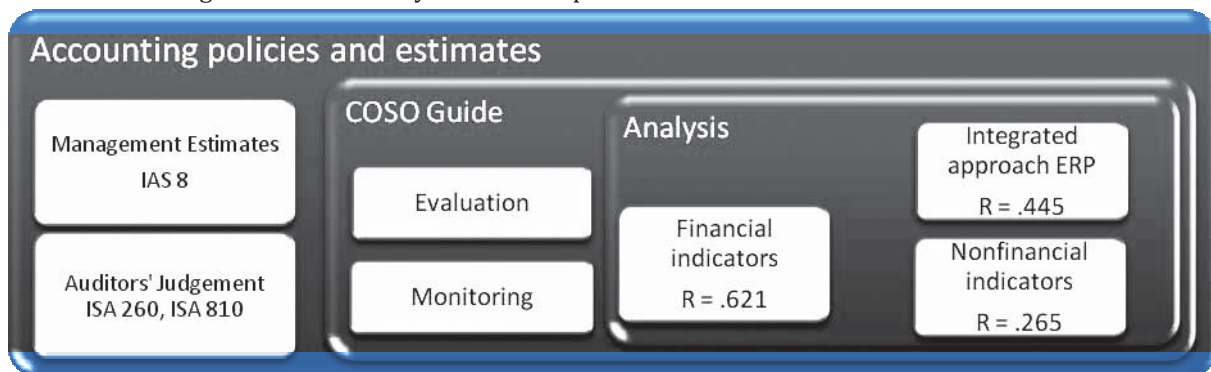 Accounting policies and estimates
Management Estimates
IAS 8
Auditors' Judgement
ISA 260, ISA 810
COSO Guide
Evaluation
Monitoring
Analysis
Financial
indicators
R = .621
Integrated
approach ERP
R = .445
Nonfinancial
indicators
R = .265